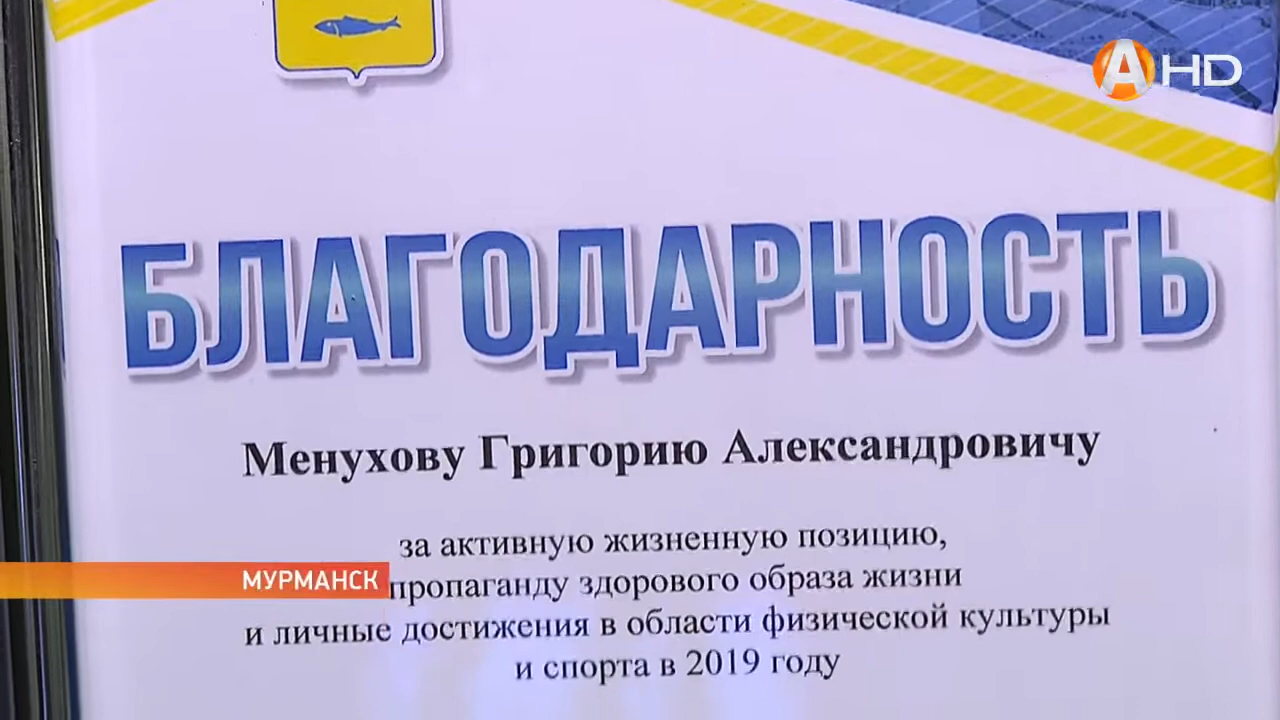 AHD
БЛАГОДАРНОСТЬ
Менухову Григорию Александровичу
за активную жизненную позицию,
МУРМАНСК
пропаганду здорового образа жизни
и личные достижения в области физической культуры
и спорта в 2019 году